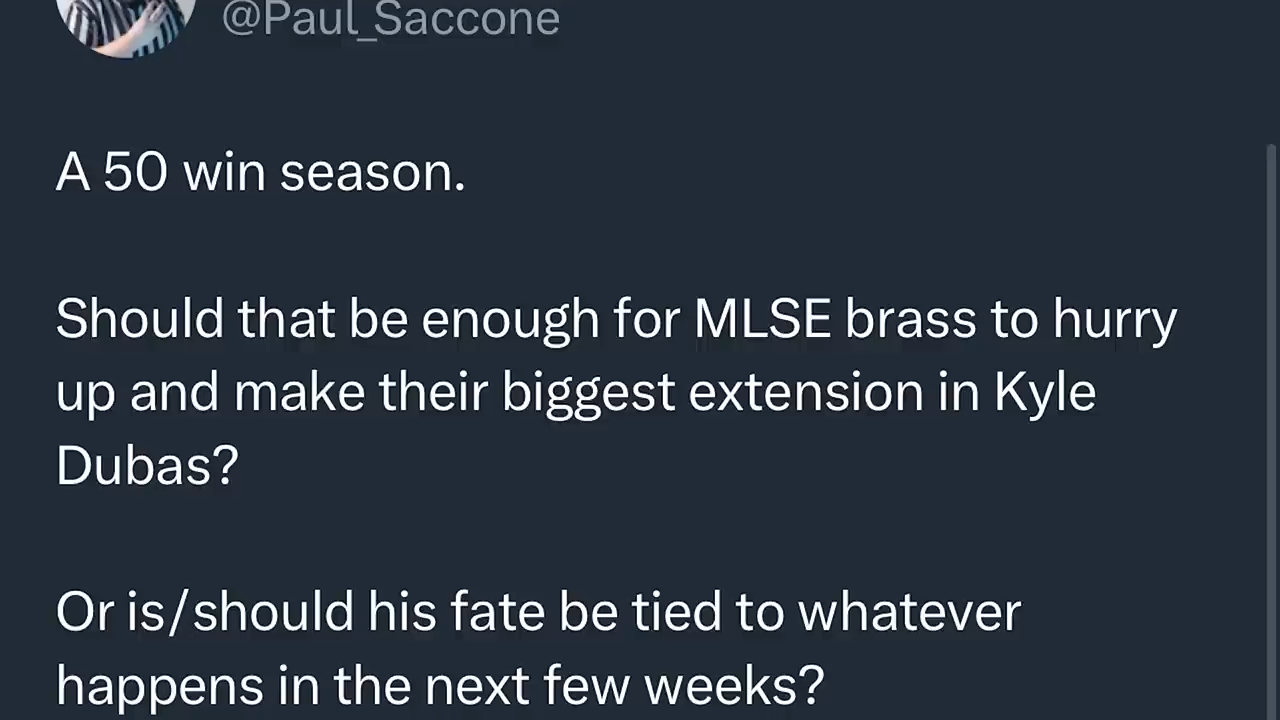 @Paul_Saccone
A 50 win season.
Should that be enough for MLSE brass to hurry
up and make their biggest extension in Kyle
Dubas?
Or is/should his fate be tied to whatever
happens in the next few weeks?